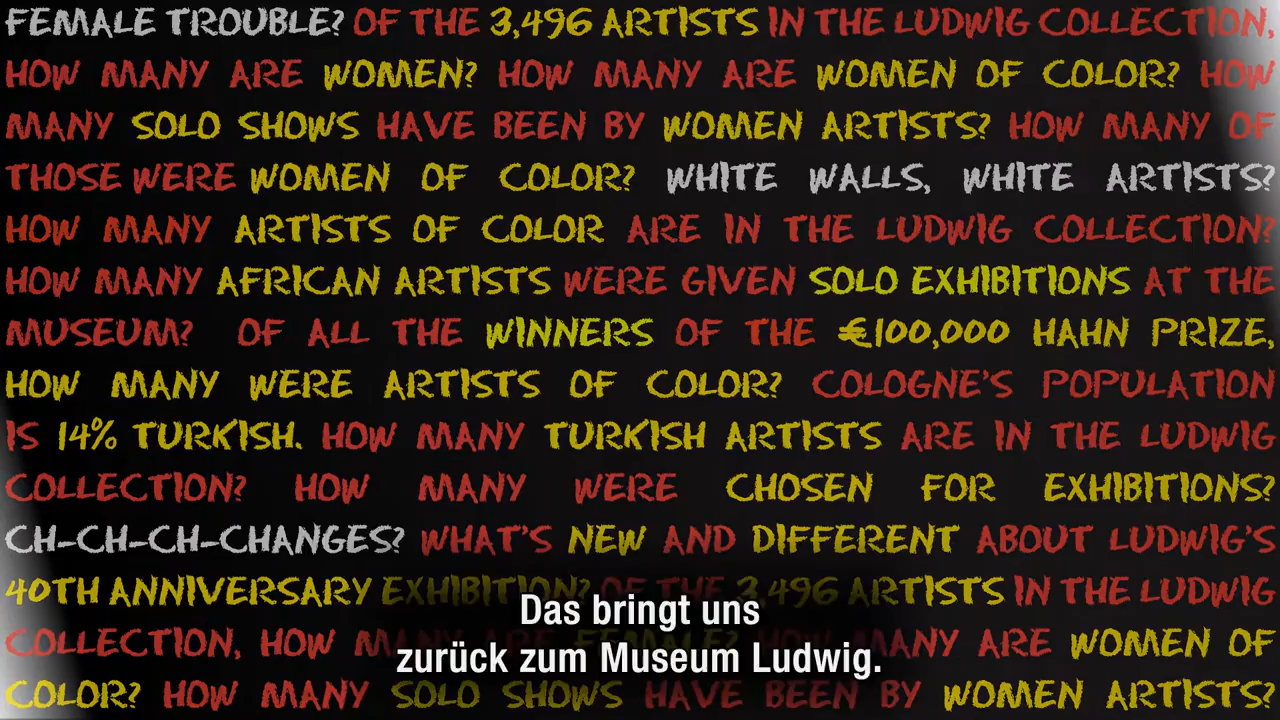 FEMALE TROUBLE? OF THE 3,496 ARTISTS IN THE LUDWIG COLLECTION,
HOW MANY ARE WOMEN? HOW MANY ARE WOMEN OF COLOR? HOW
MANY SOLO SHOWS HAVE BEEN BY WOMEN ARTISTS? HOW MANY OF
THOSE WERE WOMEN OF COLOR? WHITE WALLS, WHITE ARTISTS?
HOW MANY ARTISTS OF COLOR ARE IN THE LUDWIG COLLECTION?
HOW MANY AFRICAN ARTISTS WERE GIVEN SOLO EXHIBITIONS AT THE
MUSEUM? OF ALL THE WINNERS OF THE €100,000 HAHN PRIZE,
HOW MANY WERE ARTISTS OF COLOR? COLOGNE'S POPULATION
IS 14% TURKISH. HOW MANY TURKISH ARTISTS ARE IN THE LUDWIG
COLLECTION? HOW MANY WERE CHOSEN FOR EXHIBITIONS?
CH-CH-CH-CHANGES? WHAT'S NEW AND DIFFERENT ABOUT LUDWIG'S
40TH ANNIVERSARY EXHIBITION? OF THE 3,496 ARTISTS IN THE LUDWIG
COLLECTION, HOW MANY ARE FEMALE? HOW MANY ARE WOMEN OF
COLOR? HOW MANY SOLO SHOWS HAVE BEEN BY WOMEN ARTISTS?
Das bringt uns
zurück zum Museum Ludwig.